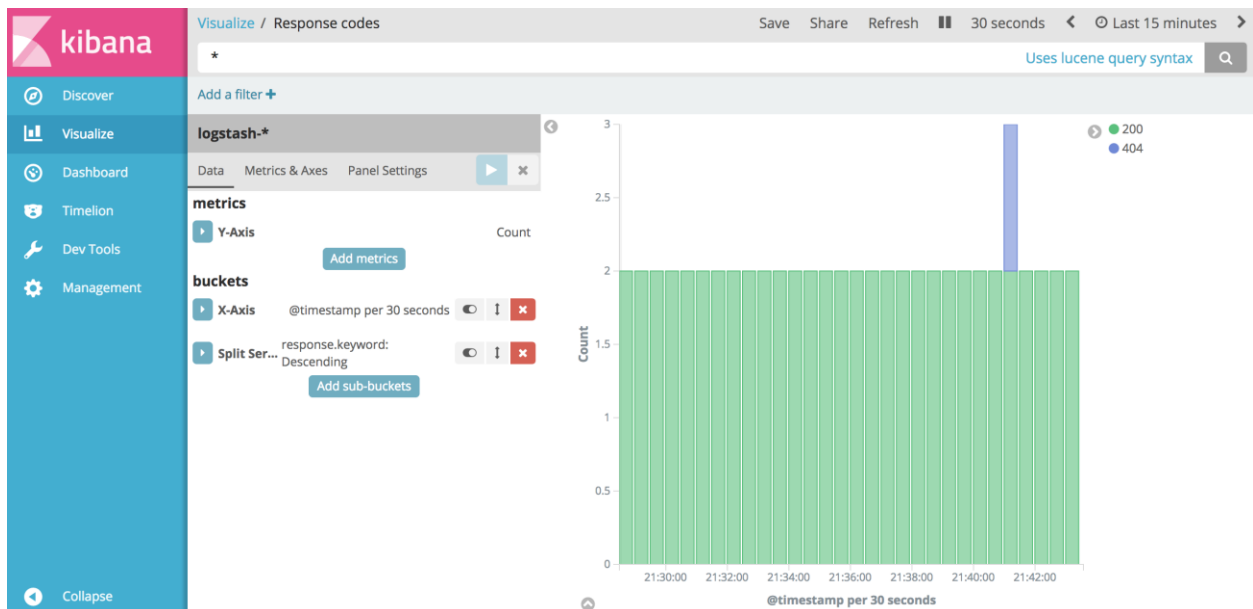 kibana
Discover
Visualize
Dashboard
Timelion
Dev Tools
Management
Collapse
Visualize / Response codes
Save Share Refresh 30 seconds Last 15 minutes
*
Uses lucene query syntax
Add a filter
logstash-*
Data Metrics & Axes Panel Settings
metrics
Y-Axis Count
Add metrics
buckets
X-Axis @timestamp per 30 seconds
Split Ser... response.keyword:
Descending
Add sub-buckets
Count
3
2.5
2
1.5
1
0.5
0
21:30:00 21:32:00 21:34:00 21:36:00 21:38:00 21:40:00 21:42:00
@timestamp per 30 seconds
200
404